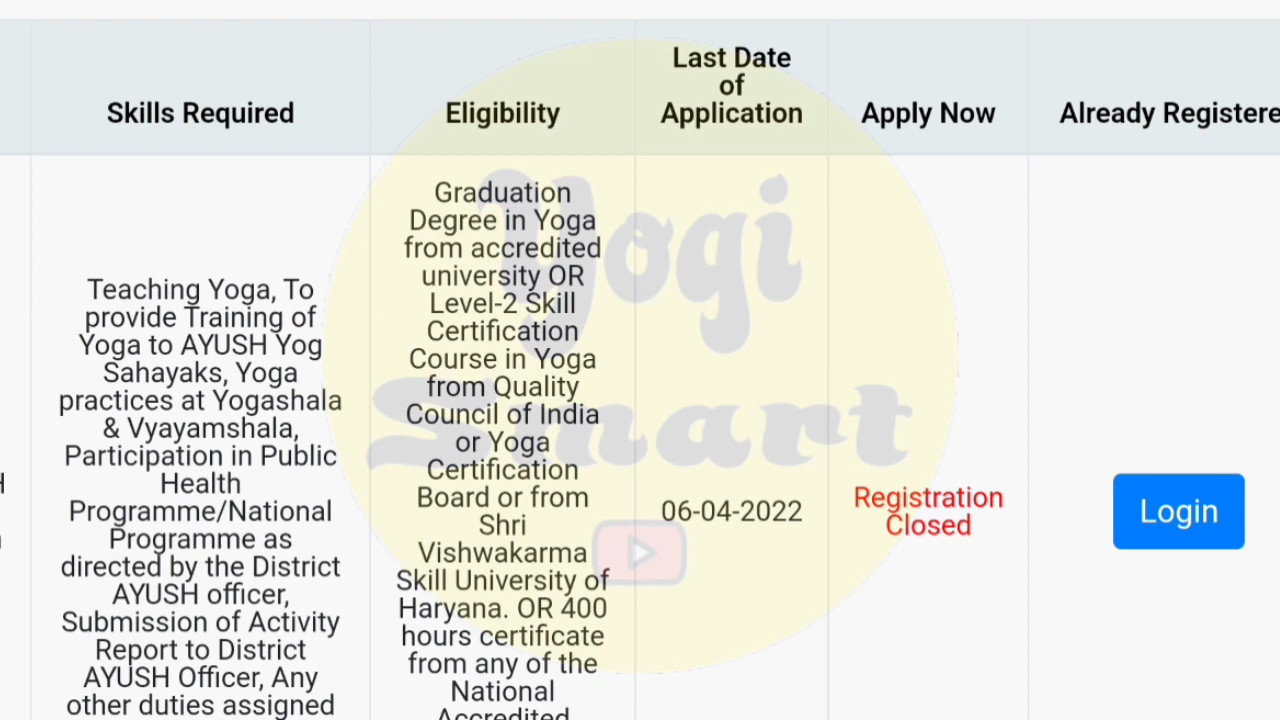 Skills Required
Eligibility
Last Date
of
Application
Apply Now
Already Registere
Teaching Yoga, To
provide Training of
Yoga to AYUSH Yog
Sahayaks, Yoga
practices at Yogashala
& Vyayamshala,
Participation in Public
Health
Programme/National
Programme as
directed by the District
AYUSH officer,
Submission of Activity
Report to District
AYUSH Officer, Any
other duties assigned
Graduation
Degree in Yoga
from accredited
university OR
Level-2 Skill
Certification
Course in Yoga
from Quality
Council of India
or Yoga
Certification
Board or from
Shri
Vishwakarma
Skill University of
Haryana. OR 400
hours certificate
from any of the
National
Accredited
06-04-2022
Registration
Closed
Login
Yogi
Smart